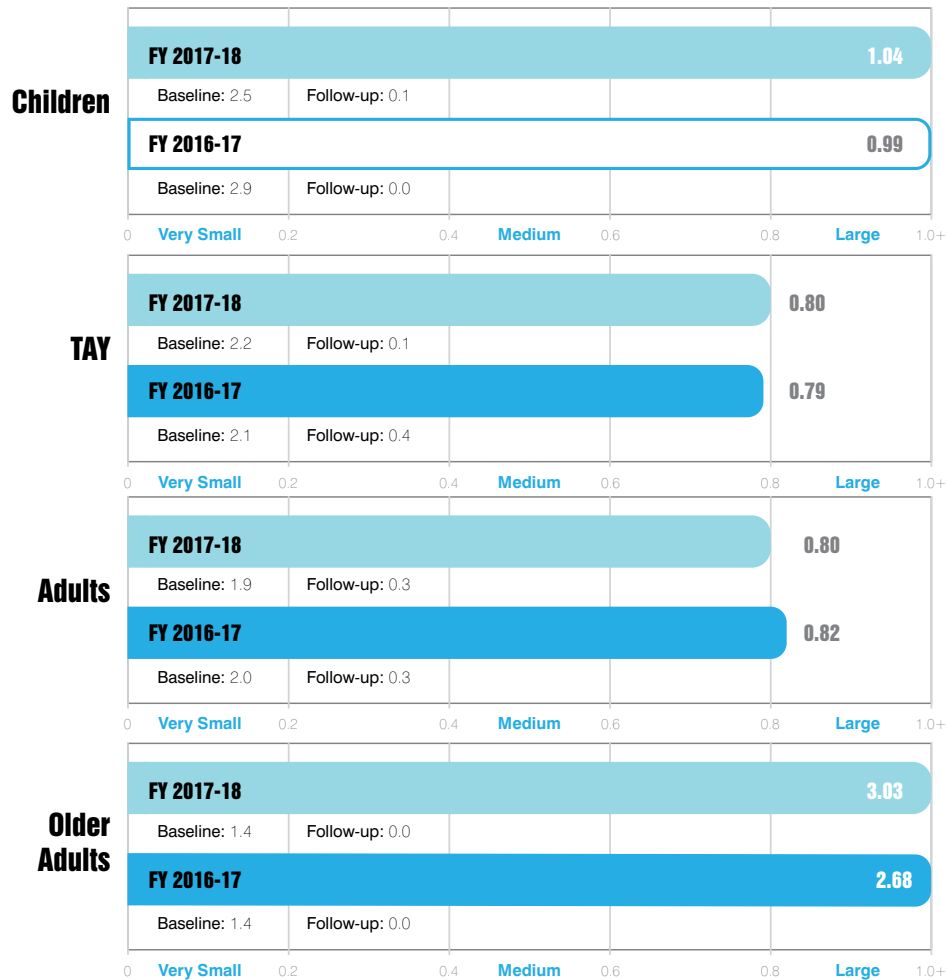 Children
FY 2017-18 1.04
Baseline: 2.5 Follow-up: 0.1
FY 2016-17 0.99
Baseline: 2.9 Follow-up: 0.0
0 Very Small 0.2 0.4 Medium 0.6 0.8 Large 1.0+
TAY
FY 2017-18 0.80
Baseline: 2.2 Follow-up: 0.1
FY 2016-17 0.79
Baseline: 2.1 Follow-up: 0.4
0 Very Small 0.2 0.4 Medium 0.6 0.8 Large 1.0+
Adults
FY 2017-18 0.80
Baseline: 1.9 Follow-up: 0.3
FY 2016-17 0.82
Baseline: 2.0 Follow-up: 0.3
0 Very Small 0.2 0.4 Medium 0.6 0.8 Large 1.0+
Older
Adults
FY 2017-18 3.03
Baseline: 1.4 Follow-up: 0.0
FY 2016-17 2.68
Baseline: 1.4 Follow-up: 0.0
0 Very Small 0.2 0.4 Medium 0.6 0.8 Large 1.0+